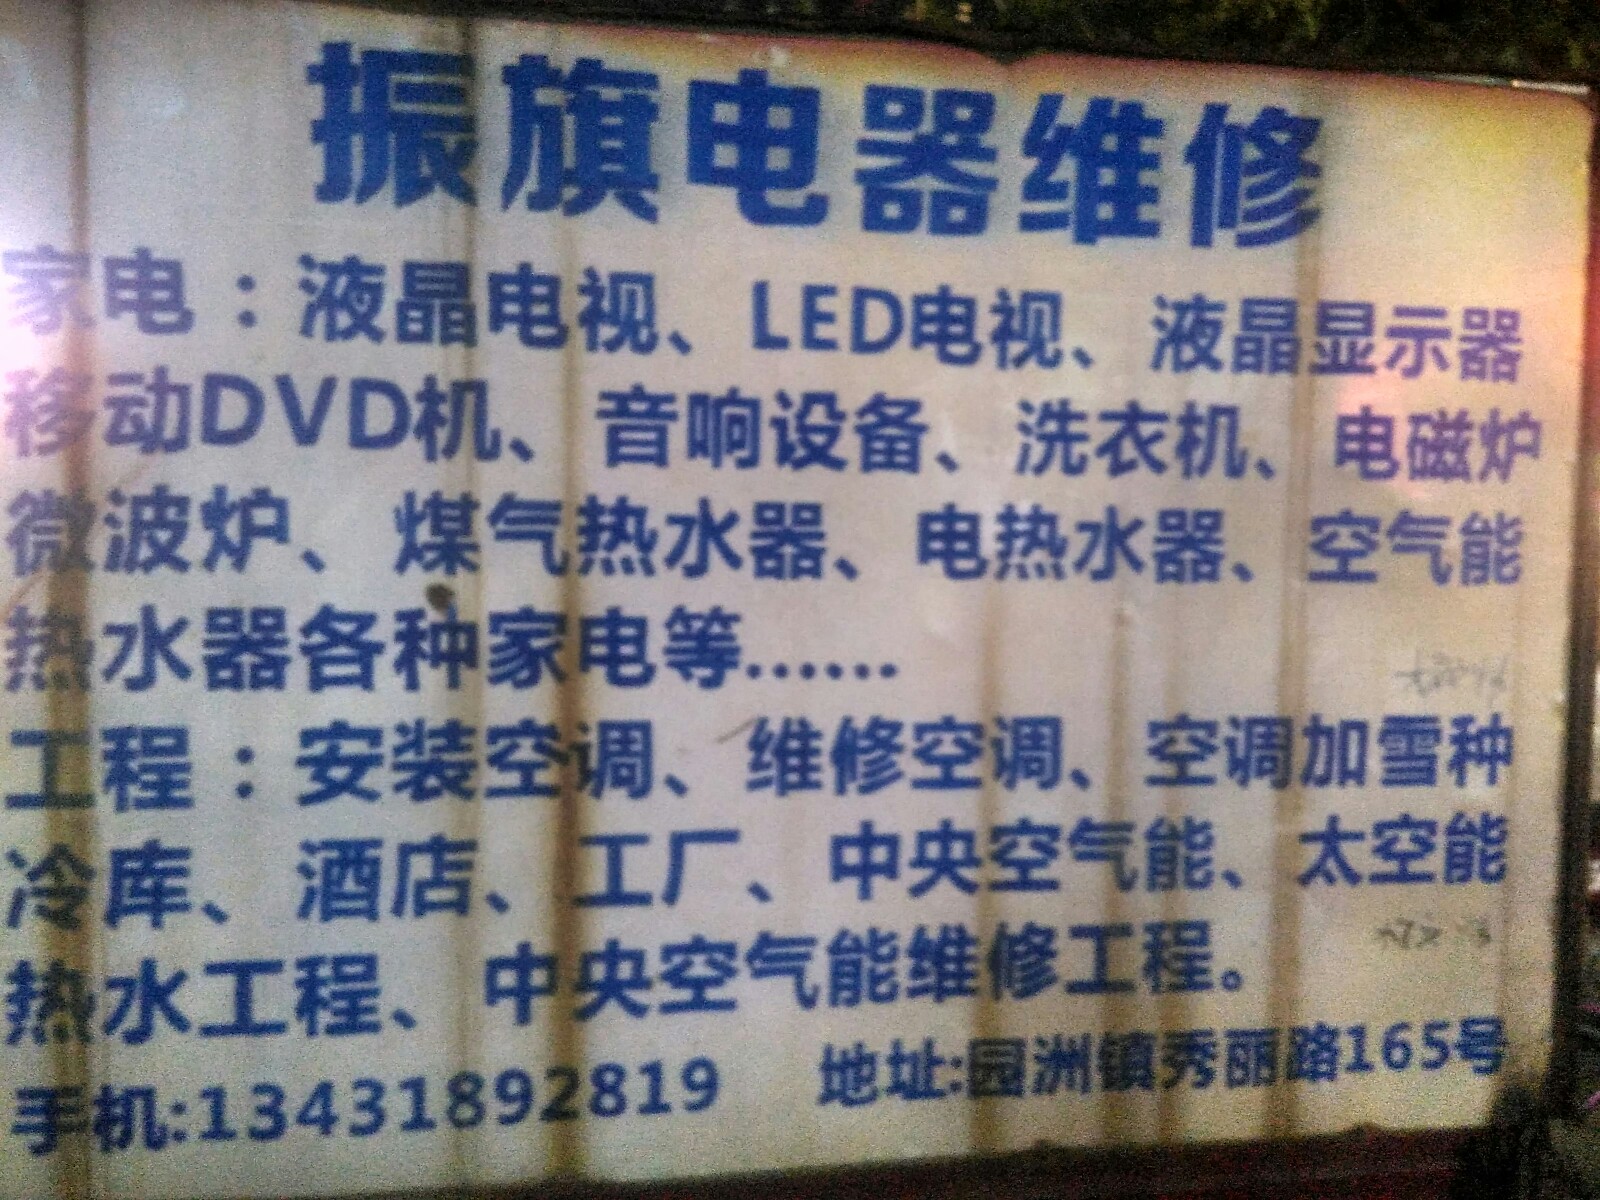 振旗电器维修
家电：液晶电视、LED电视、液晶显示器
移动DVD机、音响设备、洗衣机、电磁炉
微波炉、煤气热水器、电热水器、空气能
热水器各种家电等......
工程：安装空调、维修空调、空调加雪种
冷库、酒店、工厂、中央空气能、太空能
热水工程、中央空气能维修工程。
手机:13431892819 地址:园洲镇秀丽路165号